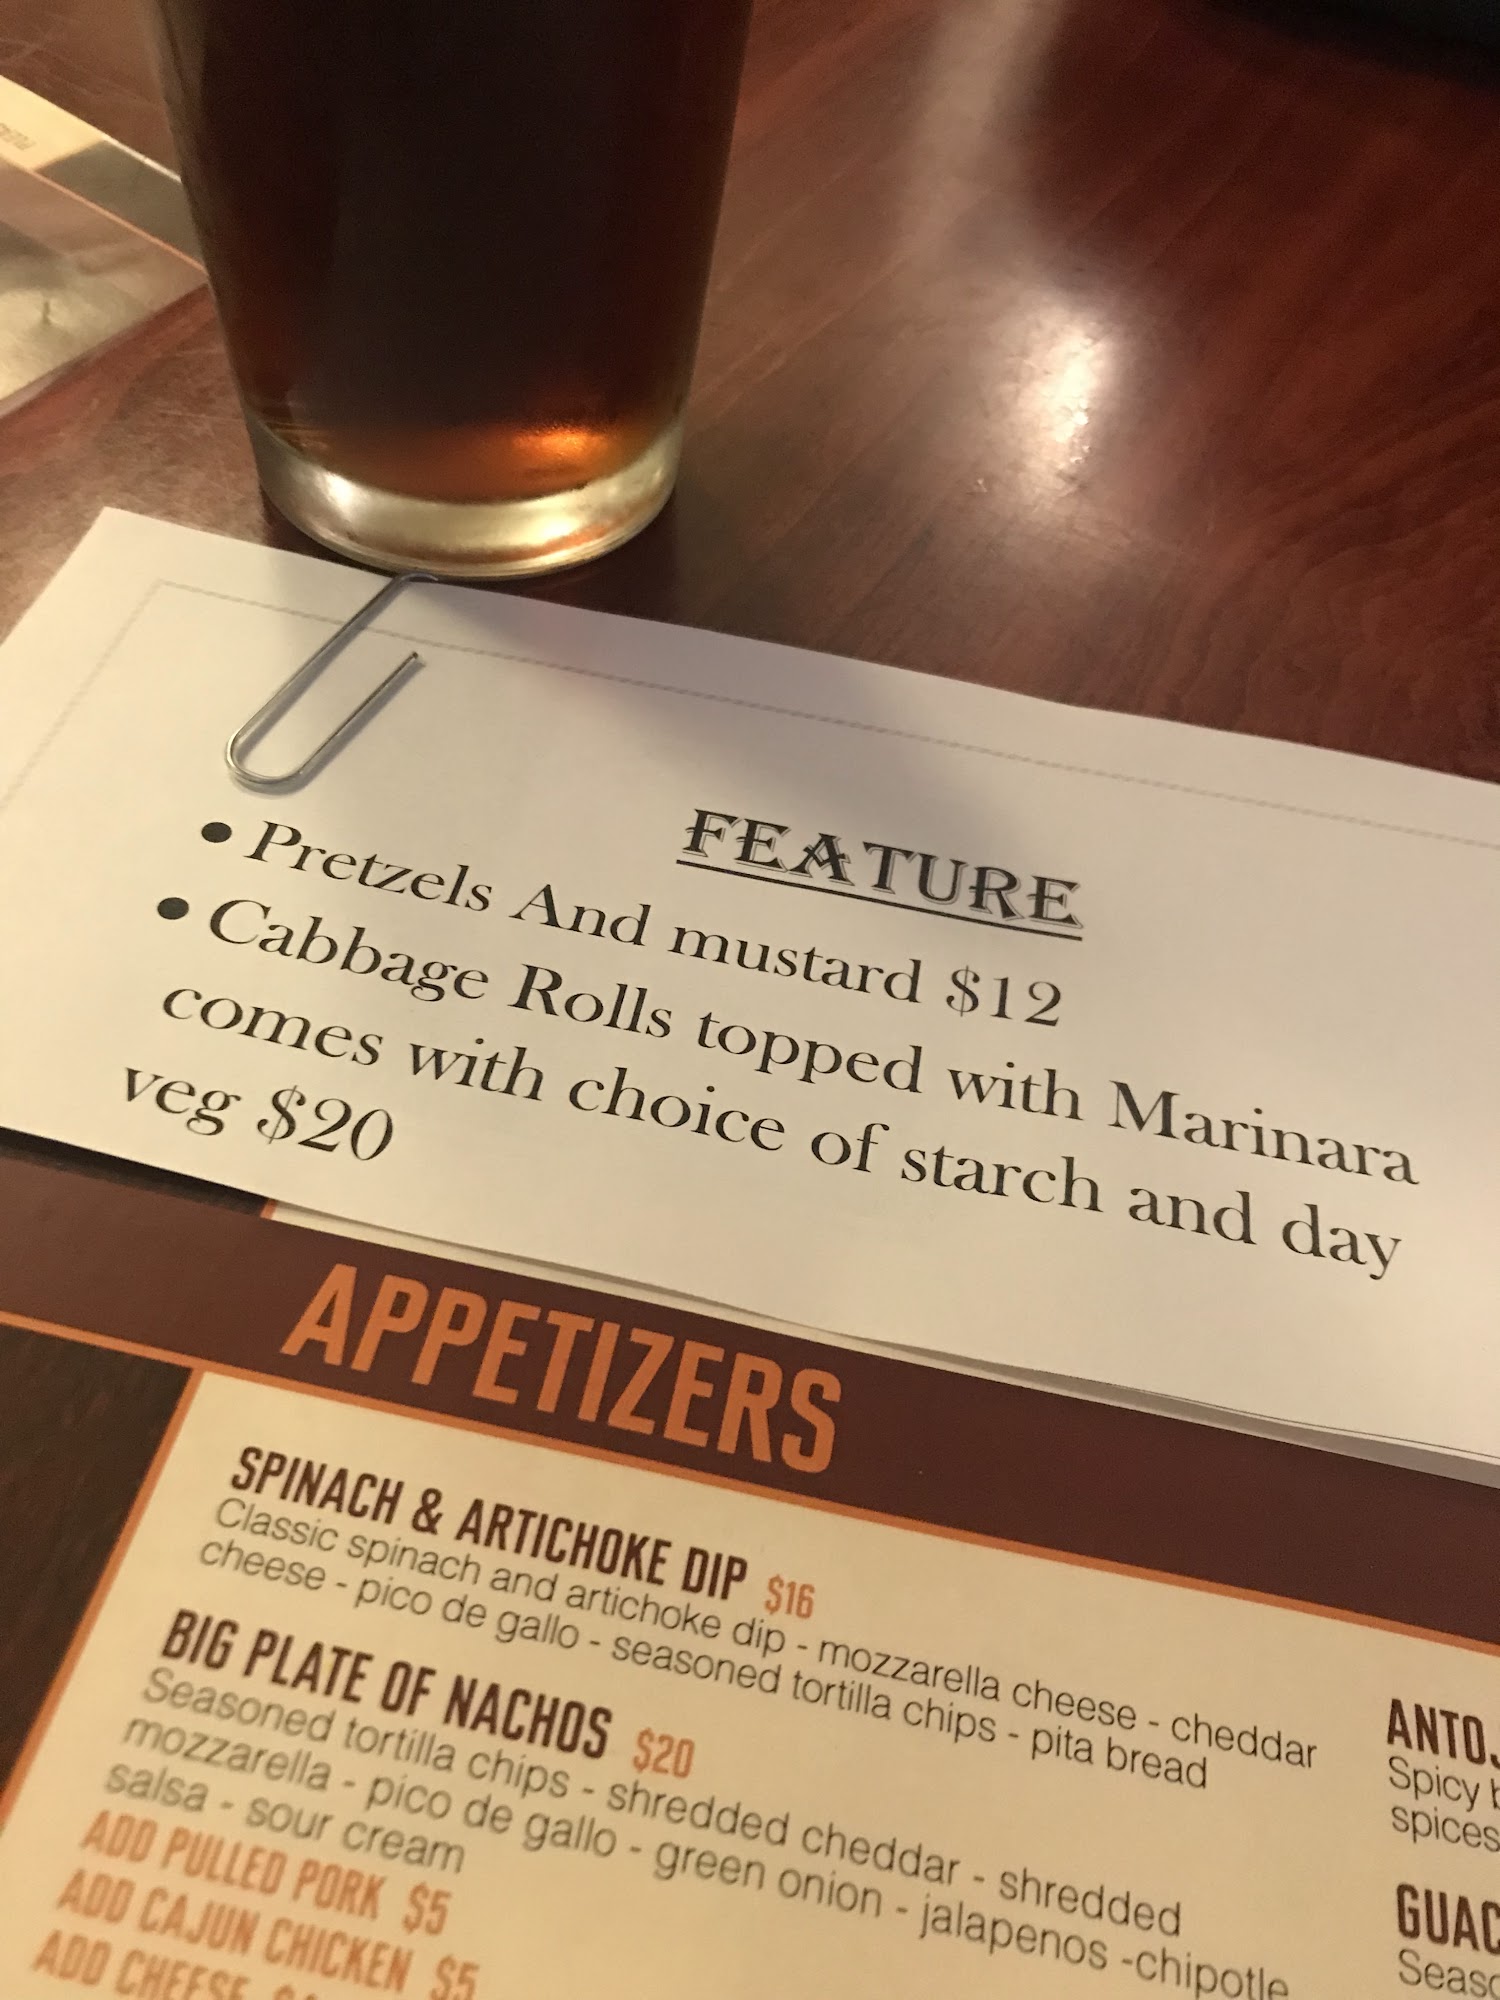 FEATURE
• Pretzels And mustard $12
• Cabbage Rolls topped with Marinara
comes with choice of starch and day
veg $20
APPETIZERS
SPINACH & ARTICHOKE DIP $16
Classic spinach and artichoke dip - mozzarella cheese - cheddar
cheese - pico de gallo - seasoned tortilla chips - pita bread
BIG PLATE OF NACHOS $20
Seasoned tortilla chips - shredded cheddar - shredded
mozzarella - pico de gallo - green onion - jalapenos -chipotle
salsa - sour cream
ADD PULLED PORK $5
ADD CAJUN CHICKEN $5
ADD CHEESE
Spicy
spices